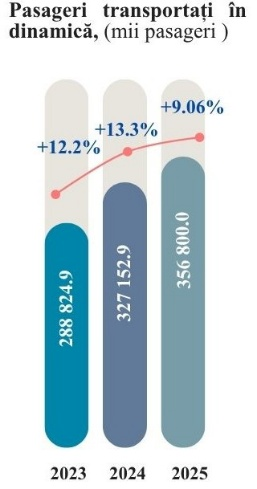 Pasageri transportați în
dinamică, (mii pasageri )
+12.2%
+13.3%
+9.06%
288 824.9
327 152.9
356 800.0
2023 2024 2025